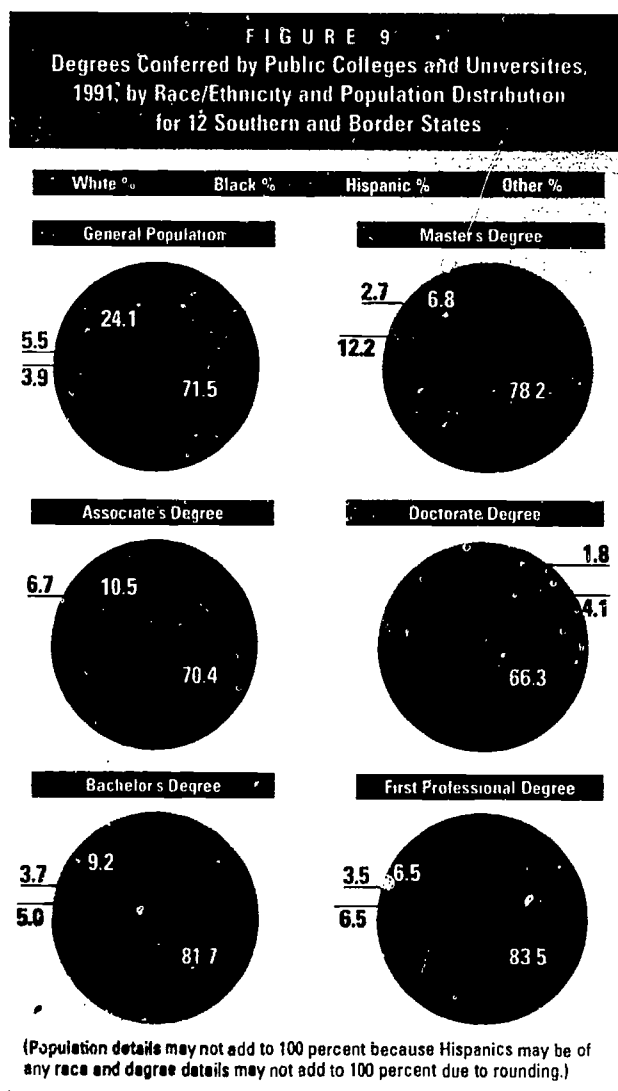 FIGURE 9
Degrees Conferred by Public Colleges and Universities,
1991, by Race/Ethnicity and Population Distribution
for 12 Southern and Border States
White % Black % Hispanic % Other %
General Population
24.1
5.5
3.9
71.5
Master's Degree
2.7
6.8
12.2
78.2
Associate's Degree
6.7
10.5
70.4
Doctorate Degree
1.8
4.1
66.3
Bachelor's Degree
9.2
3.7
5.0
81.7
First Professional Degree
3.5
6.5
6.5
83.5
(Population details may not add to 100 percent because Hispanics may be of
any race and degree details may not add to 100 percent due to rounding.)